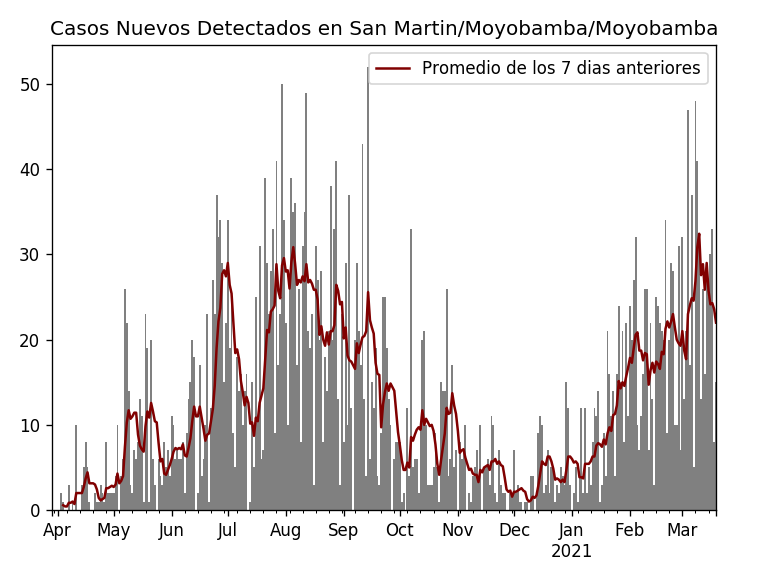 Casos Nuevos Detectados en San Martin/Moyobamba/Moyobamba
Promedio de los 7 dias anteriores
50
40
30
20
10
0
Apr May Jun Jul Aug Sep Oct Nov Dec Jan Feb Mar
2021